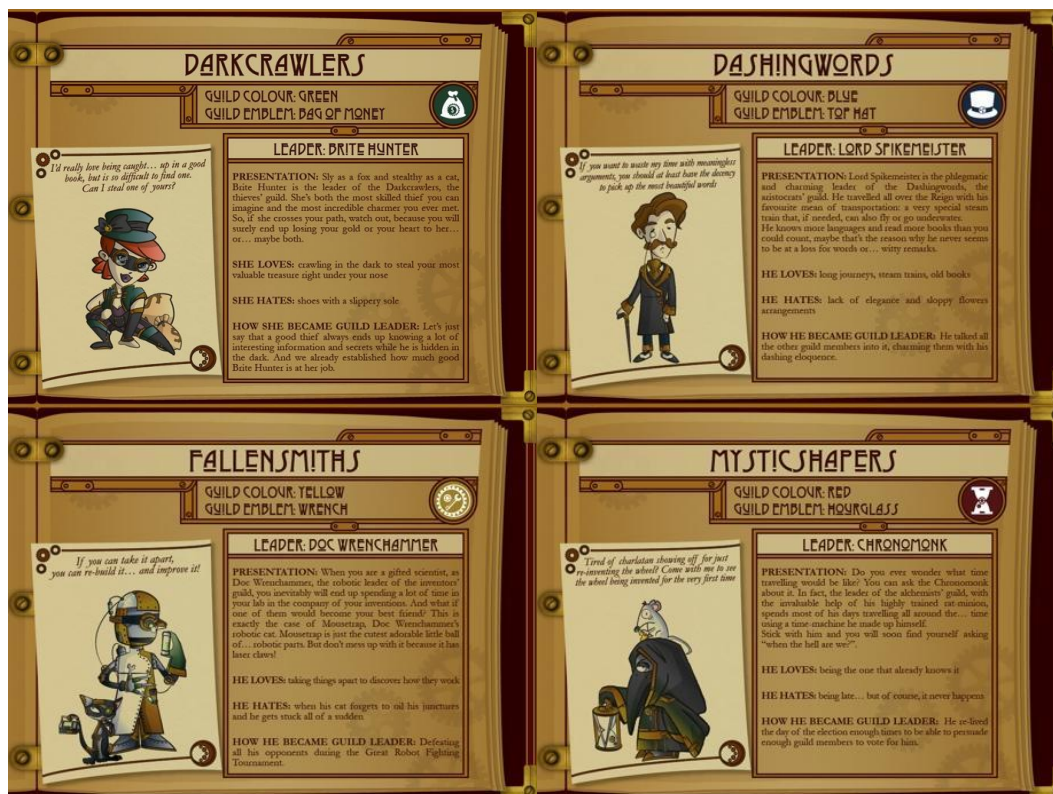 DARKCRAWLERS
GUILD COLOUR: GREEN
GUILD EMBLEM: BAG OF MONEY
I'd really love being caught... up in a good
book, but is so difficult to find one.
Can I steal one of yours?
LEADER: BRITE HUNTER
PRESENTATION: Sly as a fox and stealthy as a cat,
Brite Hunter is the leader of the Darkcrawlers, the
thieves' guild. She's both the most skilled thief you can
imagine and the most incredible charmer you ever met.
So, if she crosses your path, watch out, because you will
surely end up losing your gold or your heart to her...
or... maybe both.
SHE LOVES: crawling in the dark to steal your most
valuable treasure right under your nose
SHE HATES: shoes with a slippery sole
HOW SHE BECAME GUILD LEADER: Let's just
say that a good thief always ends up knowing a lot of
interesting information and secrets while he is hidden in
the dark. And we already established how much good
Brite Hunter is at her job.
DASHINGWORDS
GUILD COLOUR: BLUE
GUILD EMBLEM: TOP HAT
If you want to waste my time with meaningless
arguments, you should at least have the decency
to pick up the most beautiful words
LEADER: LORD SPIKEMEISTER
PRESENTATION: Lord Spikemeister is the phlegmatic
and charming leader of the Dashingwords, the
aristocrats' guild. He travelled all over the Reign with his
favourite mean of transportation: a very special steam
train that, if needed, can also fly or go underwater.
He knows more languages and read more books than you
could count, maybe that's the reason why he never seems
to be at a loss for words or... witty remarks.
HE LOVES: long journeys, steam trains, old books
HE HATES: lack of elegance and sloppy flowers
arrangements
HOW HE BECAME GUILD LEADER: He talked all
the other guild members into it, charming them with his
dashing eloquence.
FALLENSMITHS
GUILD COLOUR: YELLOW
GUILD EMBLEM: WRENCH
If you can take it apart,
you can re-build it... and improve it!
LEADER: DOC WRENCHAMMER
PRESENTATION: When you are a gifted scientist, as
Doc Wrenchammer, the robotic leader of the inventors'
guild, you inevitably will end up spending a lot of time in
your lab in the company of your inventions. And what if
one of them would become your best friend? This is
exactly the case of Mousetrap, Doc Wrenchammer's
robotic cat. Mousetrap is just the cutest adorable little ball
of... robotic parts. But don't mess up with it because it has
laser claws!
HE LOVES: taking things apart to discover how they work
HE HATES: when his cat forgets to oil his junctures
and he gets stuck all of a sudden
HOW HE BECAME GUILD LEADER: Defeating
all his opponents during the Great Robot Fighting
Tournament.
MYSTICSHAPERS
GUILD COLOUR: RED
GUILD EMBLEM: HOURGLASS
Tired of charlatan showing off for just
re-inventing the wheel? Come with me to see
the wheel being invented for the very first time
LEADER: CHRONOMONK
PRESENTATION: Do you ever wonder what time
travelling would be like? You can ask the Chronomonk
about it. In fact, the leader of the alchemists' guild, with
the invaluable help of his highly trained rat-minion,
spends most of his days travelling all around the... time
using a time-machine he made up himself.
Stick with him and you will soon find yourself asking
"when the hell are we?".
HE LOVES: being the one that already knows it
HE HATES: being late... but of course, it never happens
HOW HE BECAME GUILD LEADER: He re-lived
the day of the election enough times to be able to persuade
enough guild members to vote for him.